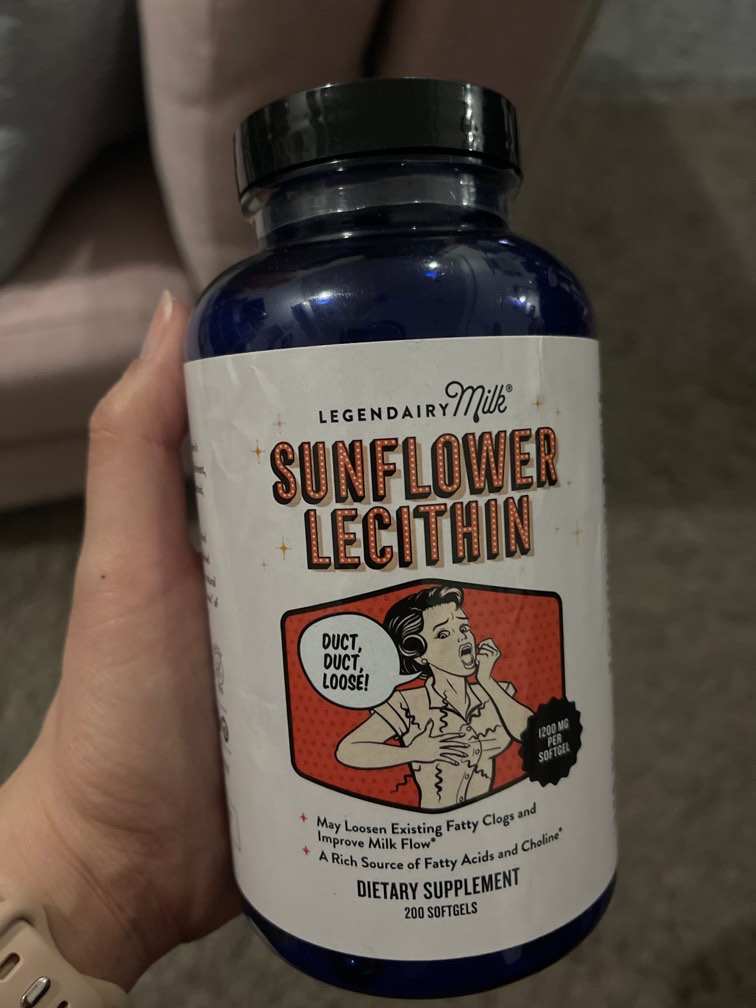 LEGENDAIRY Milk®
SUNFLOWER
LECITHIN
DUCT,
DUCT,
LOOSE!
1200 MG
PER
SOFTGEL
+ May Loosen Existing Fatty Clogs and
Improve Milk Flow*
+ A Rich Source of Fatty Acids and Choline*
DIETARY SUPPLEMENT
200 SOFTGELS